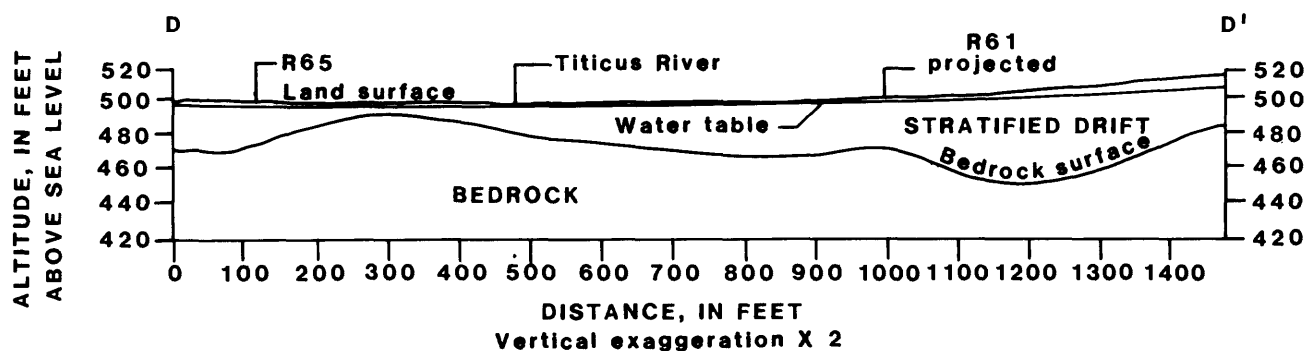 D
D'
R65
Titicus River
R61
projected
520
500
480
460
440
420
Land surface
Water table
STRATIFIED DRIFT
Bedrock surface
BEDROCK
520
500
480
460
440
420
ALTITUDE, IN FEET
ABOVE SEA LEVEL
0 100 200 300 400 500 600 700 800 900 1000 1100 1200 1300 1400
DISTANCE, IN FEET
Vertical exaggeration X 2